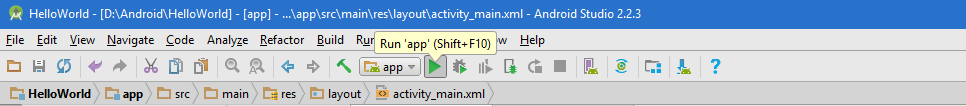 HelloWorld - [D:\Android\HelloWorld] - [app] - ...\app\src\main\res\layout\activity_main.xml - Android Studio 2.2.3
File Edit View Navigate Code Analyze Refactor Build Ru w Help
Run 'app' (Shift+F10)
app
HelloWorld app src main res layout activity_main.xml